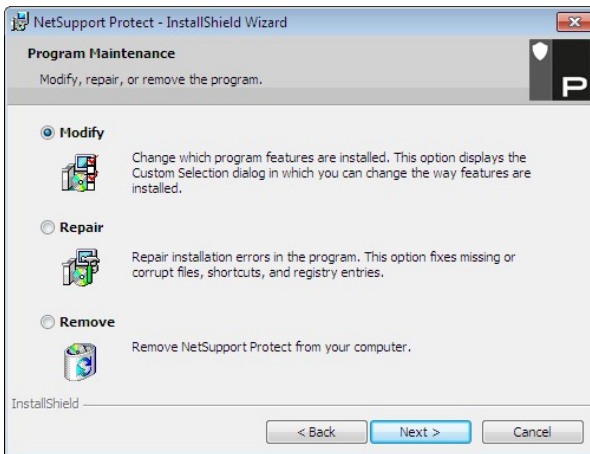 NetSupport Protect - InstallShield Wizard
Program Maintenance
Modify, repair, or remove the program.
P
Modify
Change which program features are installed. This option displays the
Custom Selection dialog in which you can change the way features are
installed.
Repair
Repair installation errors in the program. This option fixes missing or
corrupt files, shortcuts, and registry entries.
Remove
Remove NetSupport Protect from your computer.
InstallShield
< Back
Next >
Cancel